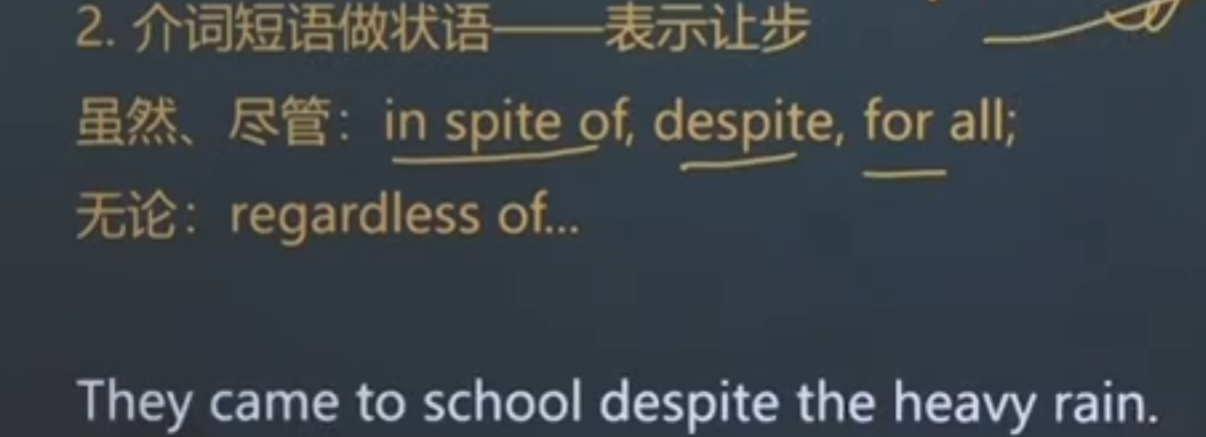 2. 介词短语做状语——表示让步
虽然、尽管：in spite of, despite, for all;
无论：regardless of...
They came to school despite the heavy rain.